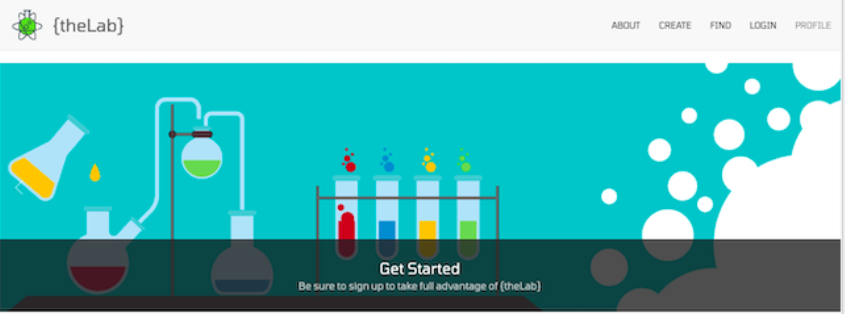 {theLab}
ABOUT CREATE FIND LOGIN PROFILE
Get Started
Be sure to sign up to take full advantage of {theLab}